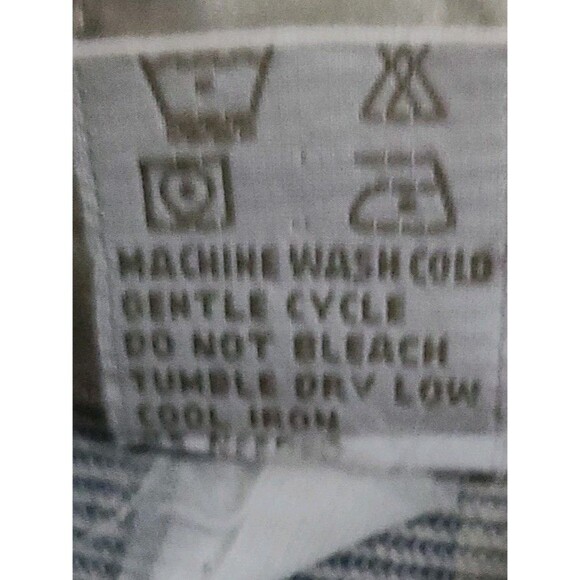 MACHINE WASH COLD
GENTLE CYCLE
DO NOT BLEACH
TUMBLE DRY LOW
COOL IRON